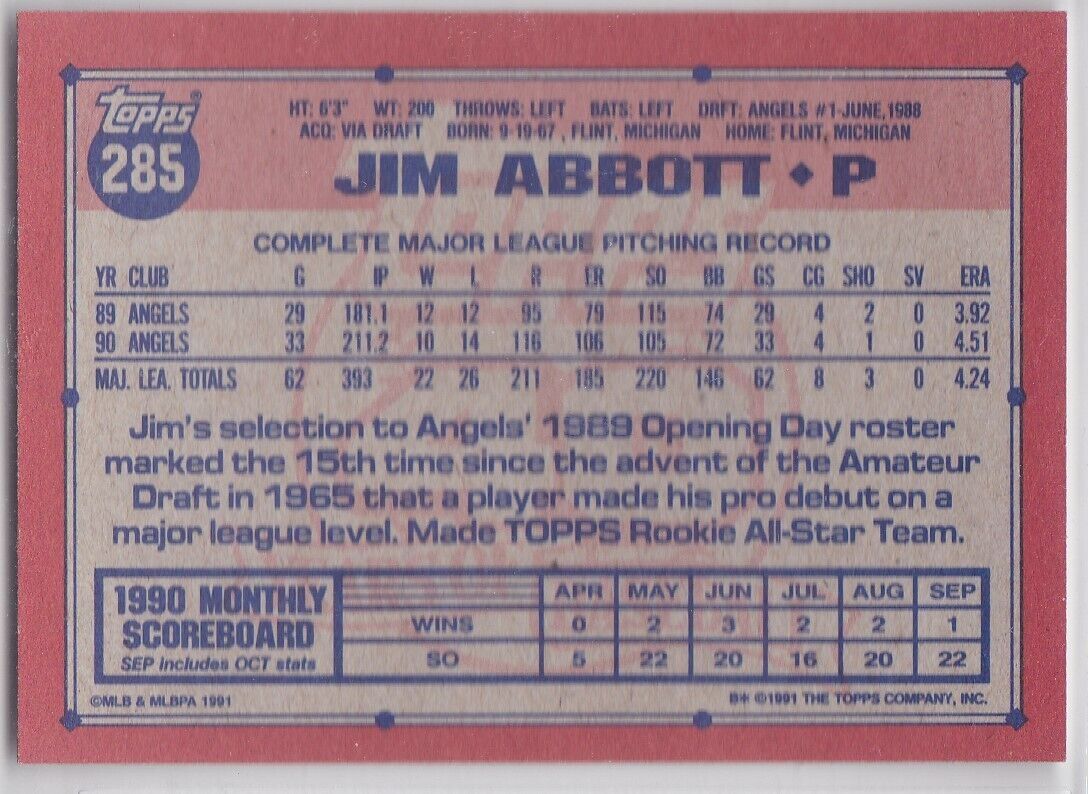 TOPPS®
285
HT: 6'3" WT: 200 THROWS: LEFT BATS: LEFT DRFT: ANGELS #1-JUNE,1988
ACQ: VIA DRAFT BORN: 9-19-67 , FLINT, MICHIGAN HOME: FLINT, MICHIGAN
JIM ABBOTT ♦ P
COMPLETE MAJOR LEAGUE PITCHING RECORD
YR CLUB G IP W L R ER SO BB GS CG SHO SV ERA
89 ANGELS 29 181.1 12 12 95 79 115 74 29 4 2 0 3.92
90 ANGELS 33 211.2 10 14 116 106 105 72 33 4 1 0 4.51
MAJ. LEA. TOTALS 62 393 22 26 211 185 220 146 62 8 3 0 4.24
Jim's selection to Angels' 1989 Opening Day roster
marked the 15th time since the advent of the Amateur
Draft in 1965 that a player made his pro debut on a
major league level. Made TOPPS Rookie All-Star Team.
1990 MONTHLY
SCOREBOARD
SEP includes OCT stats
APR MAY JUN JUL AUG SEP
WINS 0 2 3 2 2 1
SO 5 22 20 16 20 22
©MLB & MLBPA 1991
B* ©1991 THE TOPPS COMPANY, INC.